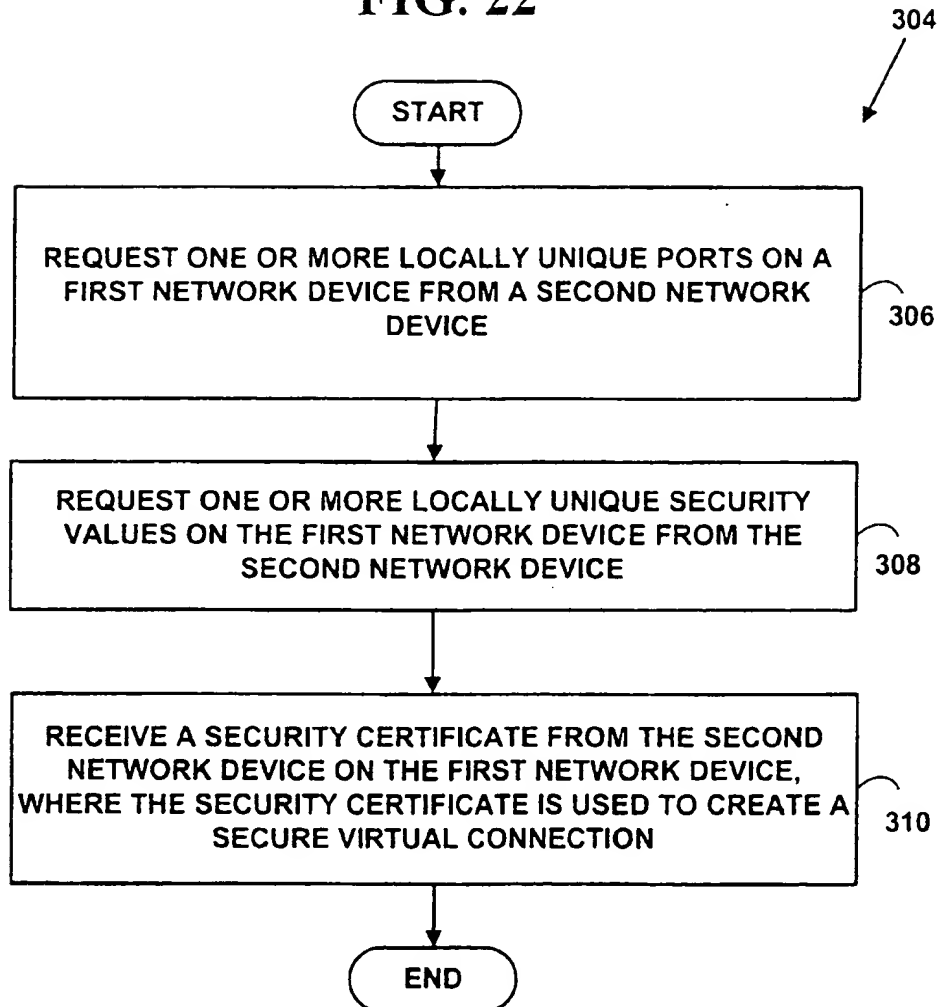 FIG. 22
304
START
REQUEST ONE OR MORE LOCALLY UNIQUE PORTS ON A
FIRST NETWORK DEVICE FROM A SECOND NETWORK
DEVICE
306
REQUEST ONE OR MORE LOCALLY UNIQUE SECURITY
VALUES ON THE FIRST NETWORK DEVICE FROM THE
SECOND NETWORK DEVICE
308
RECEIVE A SECURITY CERTIFICATE FROM THE SECOND
NETWORK DEVICE ON THE FIRST NETWORK DEVICE,
WHERE THE SECURITY CERTIFICATE IS USED TO CREATE A
SECURE VIRTUAL CONNECTION
310
END